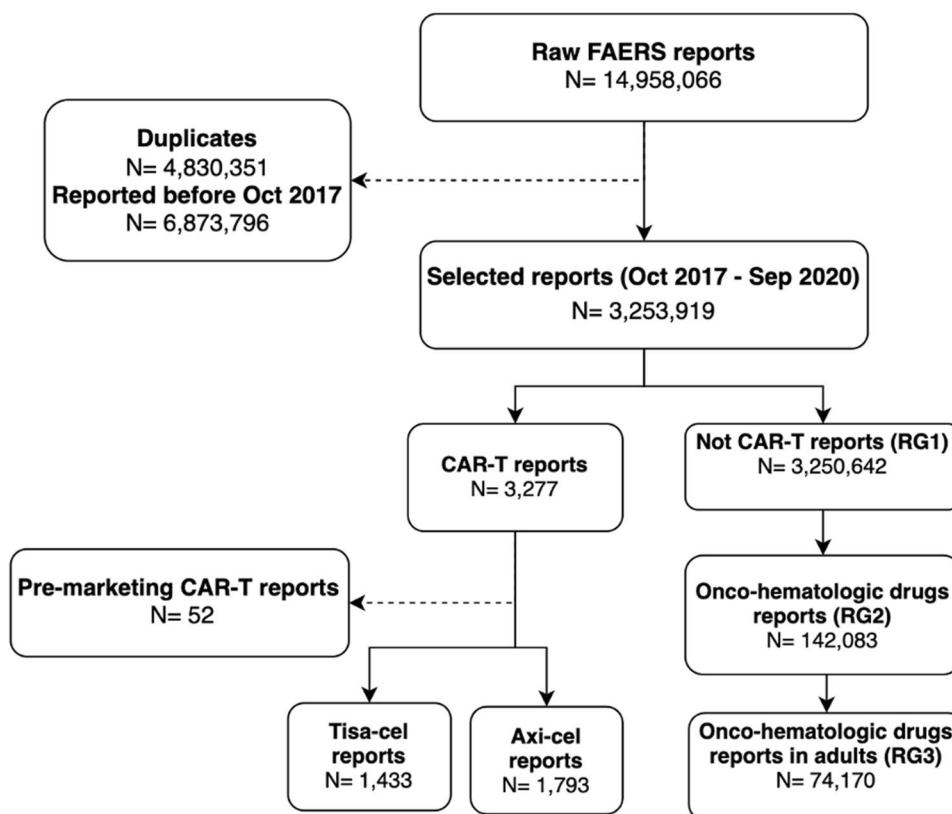 Raw FAERS reports
N= 14,958,066
Duplicates
N= 4,830,351
Reported before Oct 2017
N= 6,873,796
Selected reports (Oct 2017 - Sep 2020)
N= 3,253,919
CAR-T reports
N= 3,277
Not CAR-T reports (RG1)
N= 3,250,642
Pre-marketing CAR-T reports
N= 52
Onco-hematologic drugs
reports (RG2)
N= 142,083
Tisa-cel
reports
N= 1,433
Axi-cel
reports
N= 1,793
Onco-hematologic drugs
reports in adults (RG3)
N= 74,170